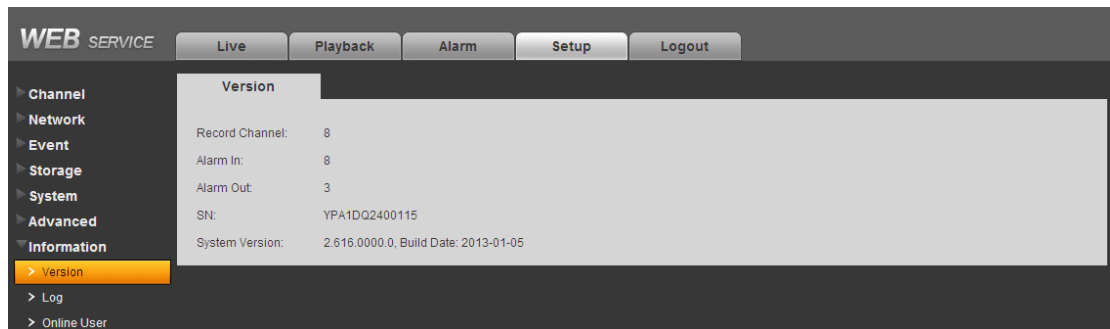 WEB SERVICE
Live Playback Alarm Setup Logout
Channel
Network
Event
Storage
System
Advanced
Information
> Version
> Log
> Online User
Version
Record Channel: 8
Alarm In: 8
Alarm Out: 3
SN: YPA1DQ2400115
System Version: 2.616.0000.0, Build Date: 2013-01-05